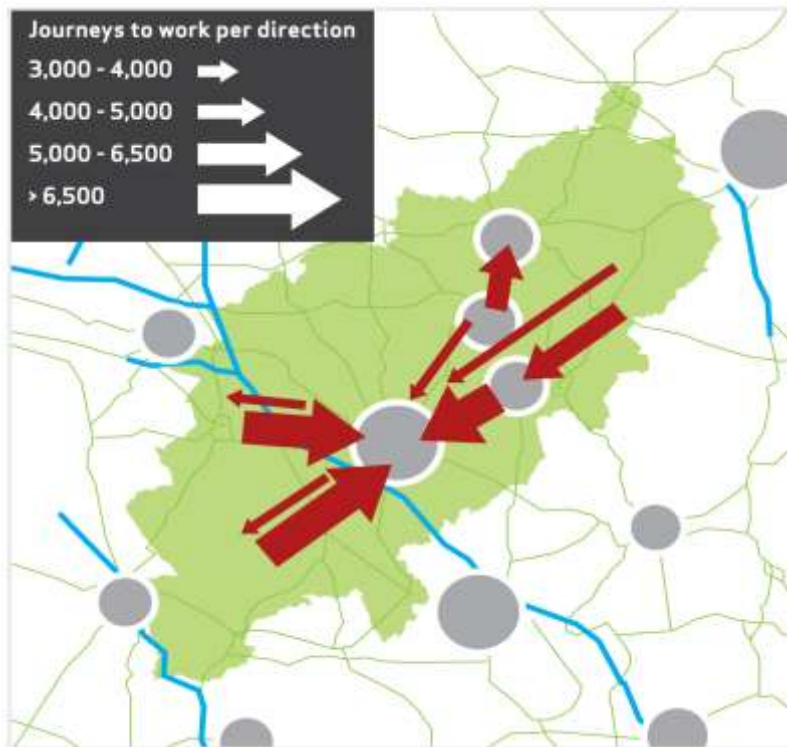 Journeys to work per direction
3,000 - 4,000
4,000 - 5,000
5,000 - 6,500
> 6,500